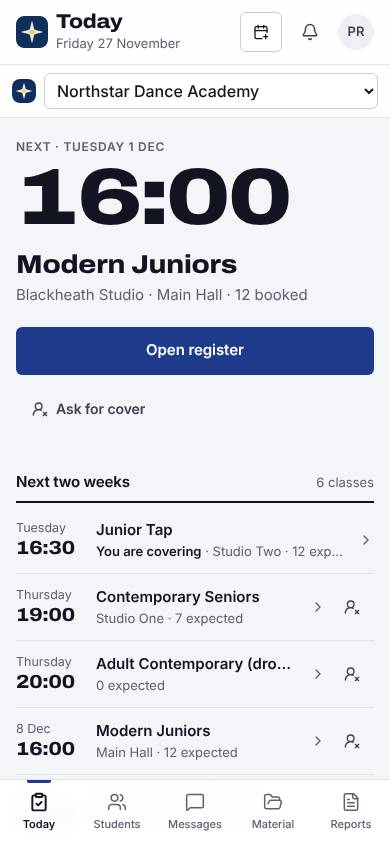 Today
Friday 27 November
PR
Northstar Dance Academy
NEXT · TUESDAY 1 DEC
16:00
Modern Juniors
Blackheath Studio · Main Hall · 12 booked
Open register
Ask for cover
Next two weeks
6 classes
Tuesday
16:30
Junior Tap
You are covering · Studio Two · 12 exp...
Thursday
19:00
Contemporary Seniors
Studio One · 7 expected
Thursday
20:00
Adult Contemporary (dro...
0 expected
8 Dec
16:00
Modern Juniors
Main Hall · 12 expected
Today
Students
Messages
Material
Reports